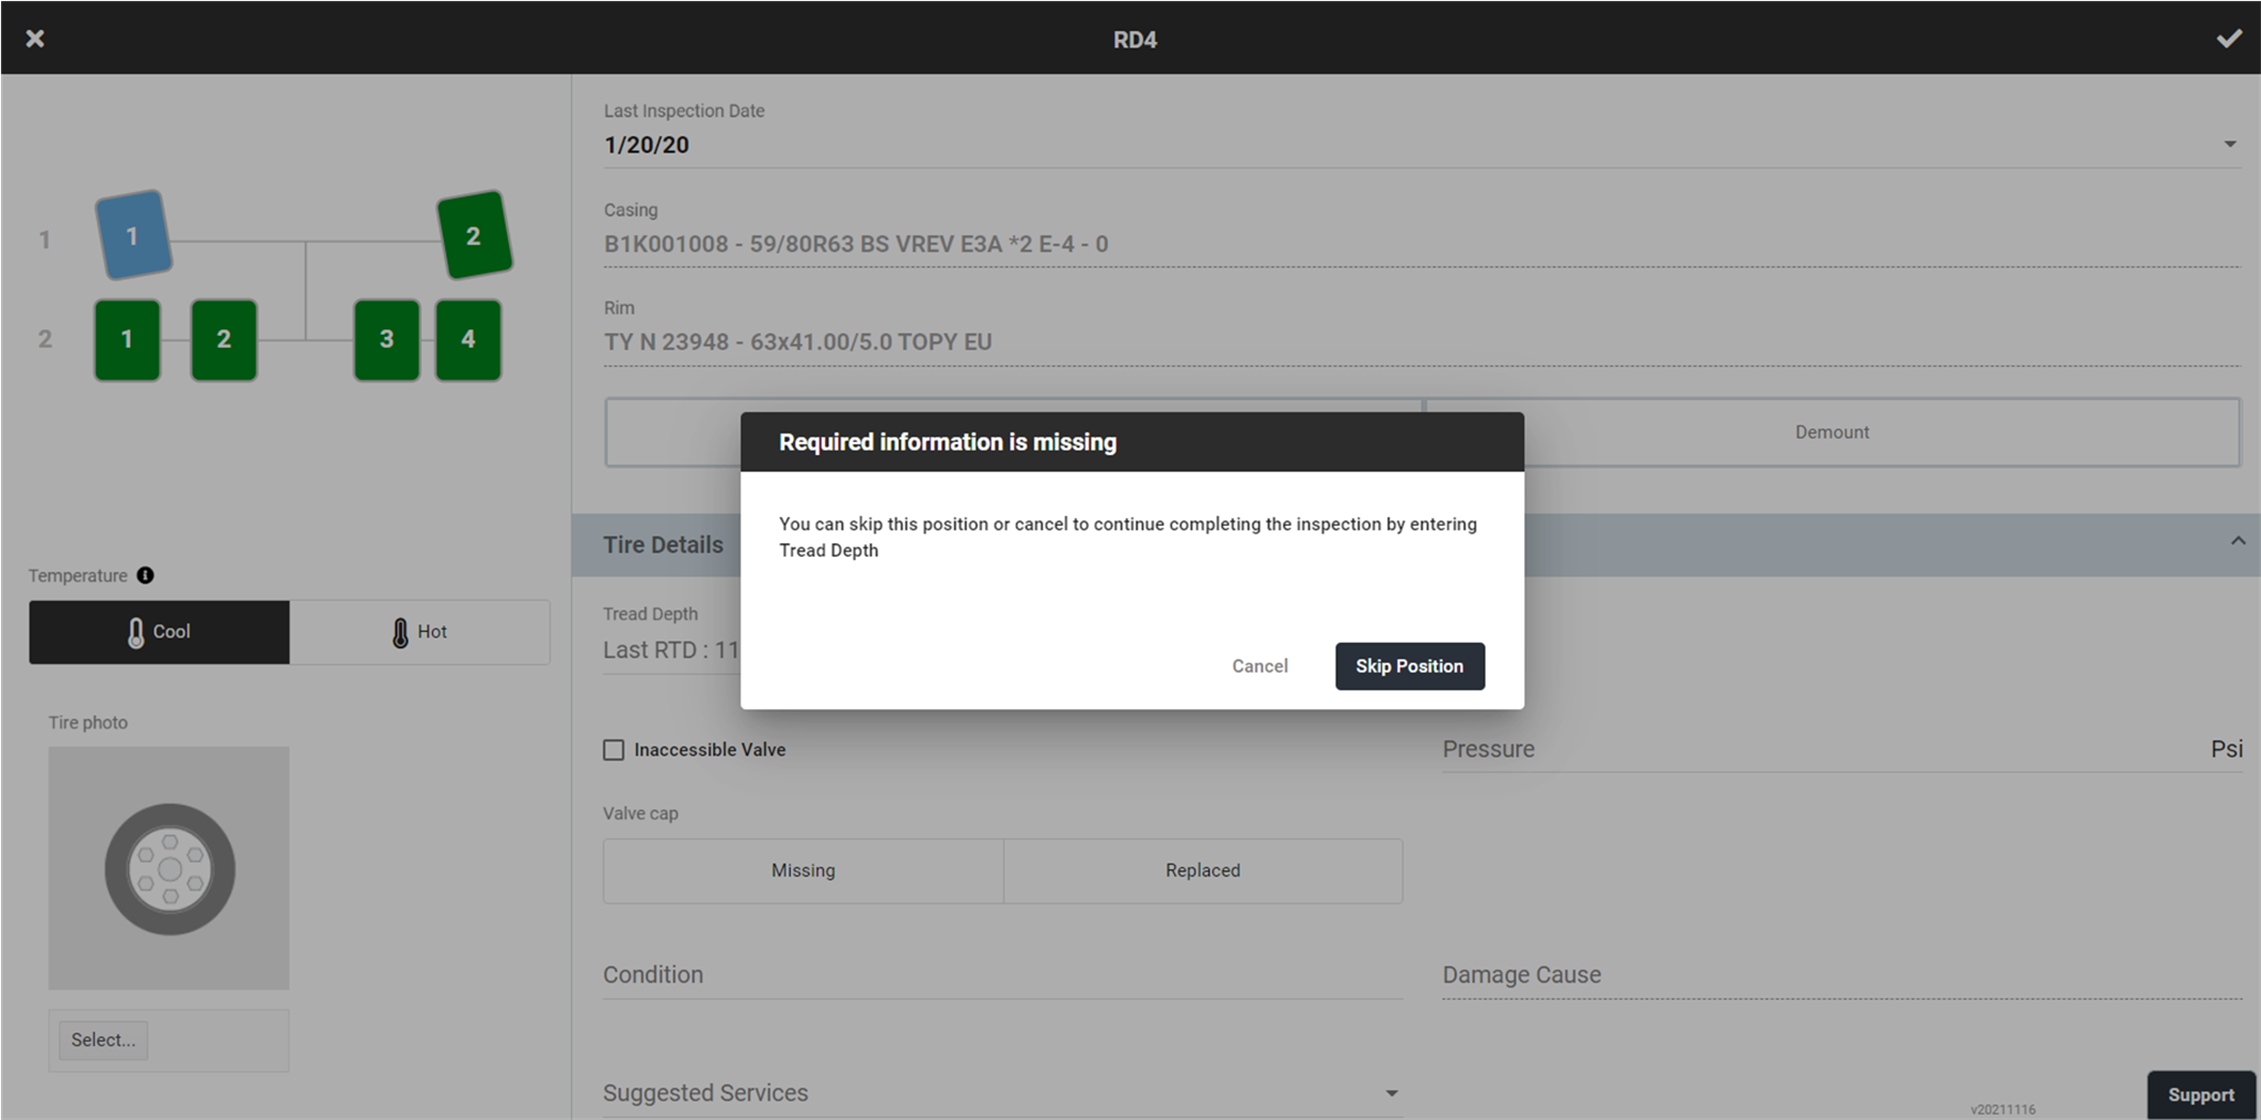 RD4
Last Inspection Date
1/20/20
Casing
B1K001008 - 59/80R63 BS VREV E3A *2 E-4 - 0
Rim
TY N 23948 - 63x41.00/5.0 TOPY EU
1
1
2
2
1
2
3
4
Demount
Required information is missing
You can skip this position or cancel to continue completing the inspection by entering
Tread Depth
Cancel
Skip Position
Tire Details
Temperature
Cool
Hot
Tread Depth
Last RTD : 11
Tire photo
Select...
Inaccessible Valve
Pressure
Psi
Valve cap
Missing
Replaced
Condition
Damage Cause
Suggested Services
v20211116
Support